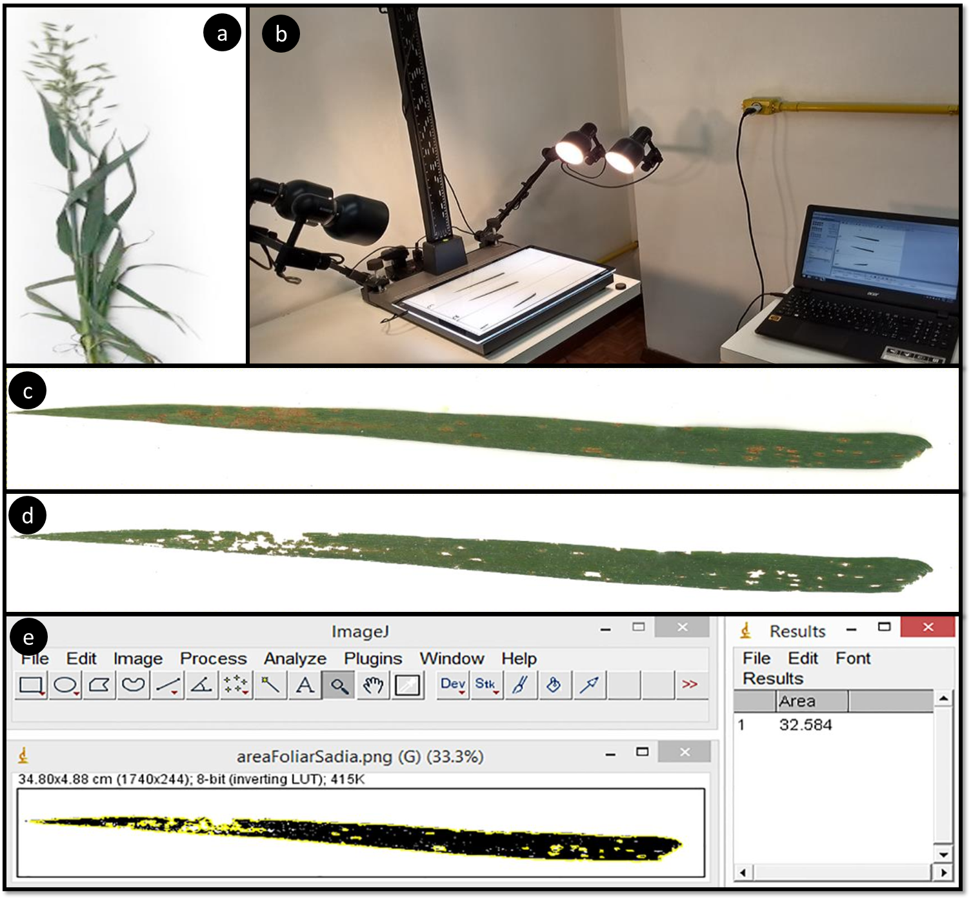 a
b
acer
c
d
e
ImageJ
File Edit Image Process Analyze Plugins Window Help
A Dev Stk >>
areaFoliarSadia.png (G) (33.3%)
34.80x4.88 cm (1740x244); 8-bit (inverting LUT); 415K
Results
File Edit Font
Results
Area
1 32.584